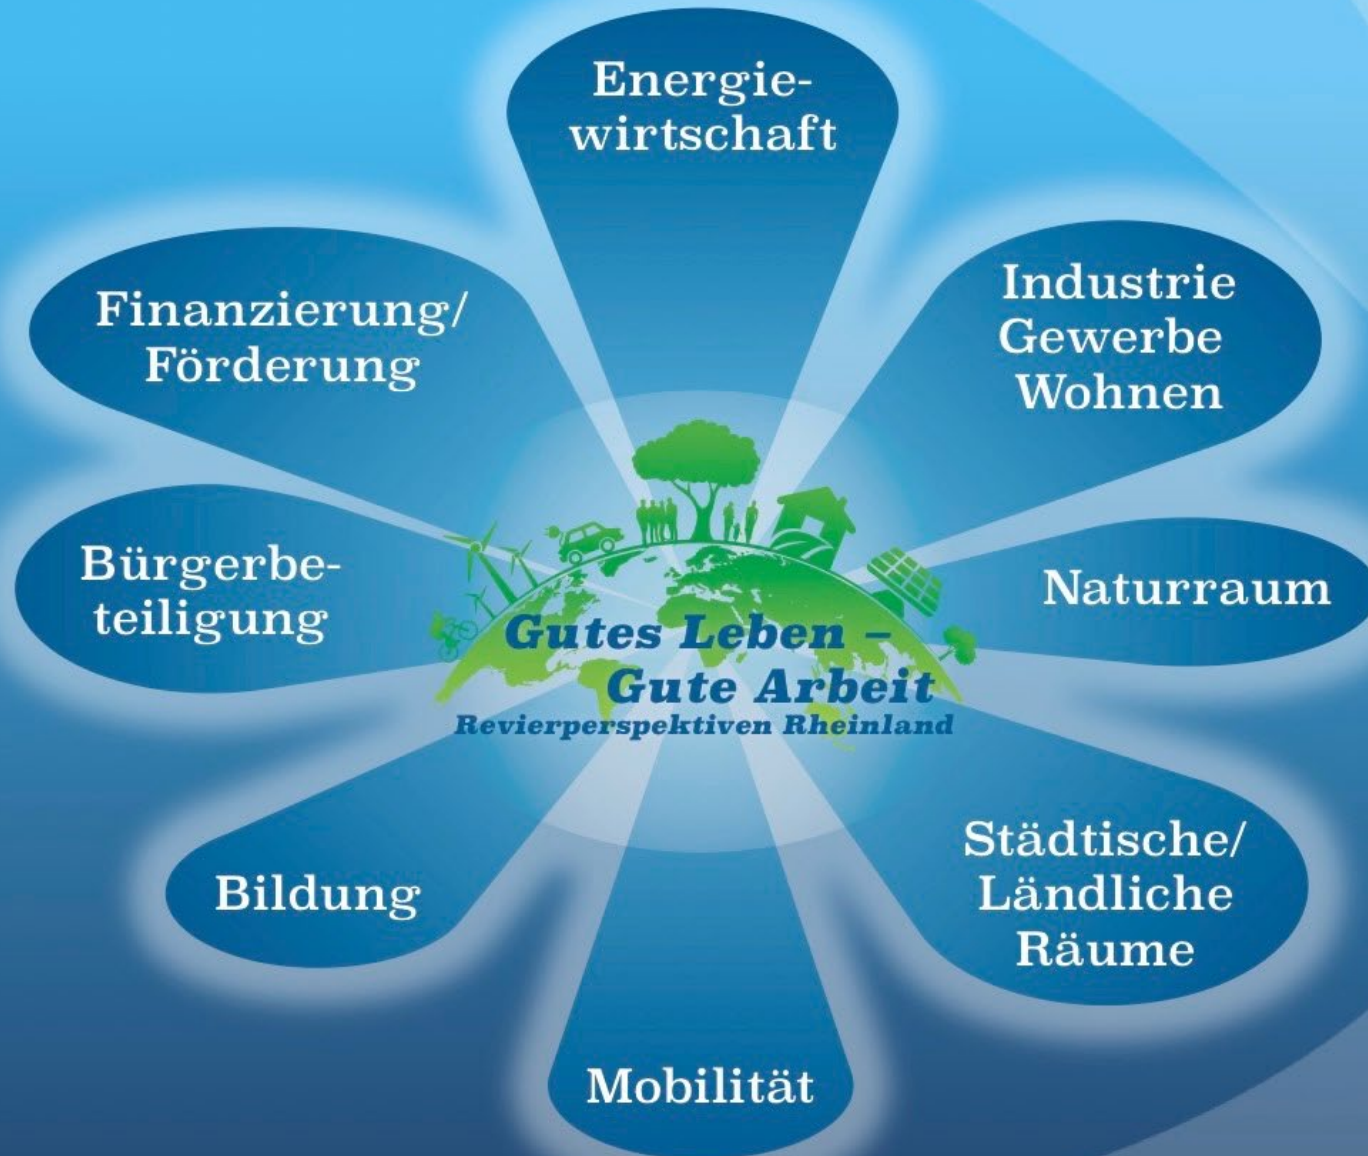 Energie-
wirtschaft
Finanzierung/
Förderung
Industrie
Gewerbe
Wohnen
Bürgerbe-
teiligung
Naturraum
Gutes Leben –
Gute Arbeit
Revierperspektiven Rheinland
Bildung
Städtische/
Ländliche
Räume
Mobilität